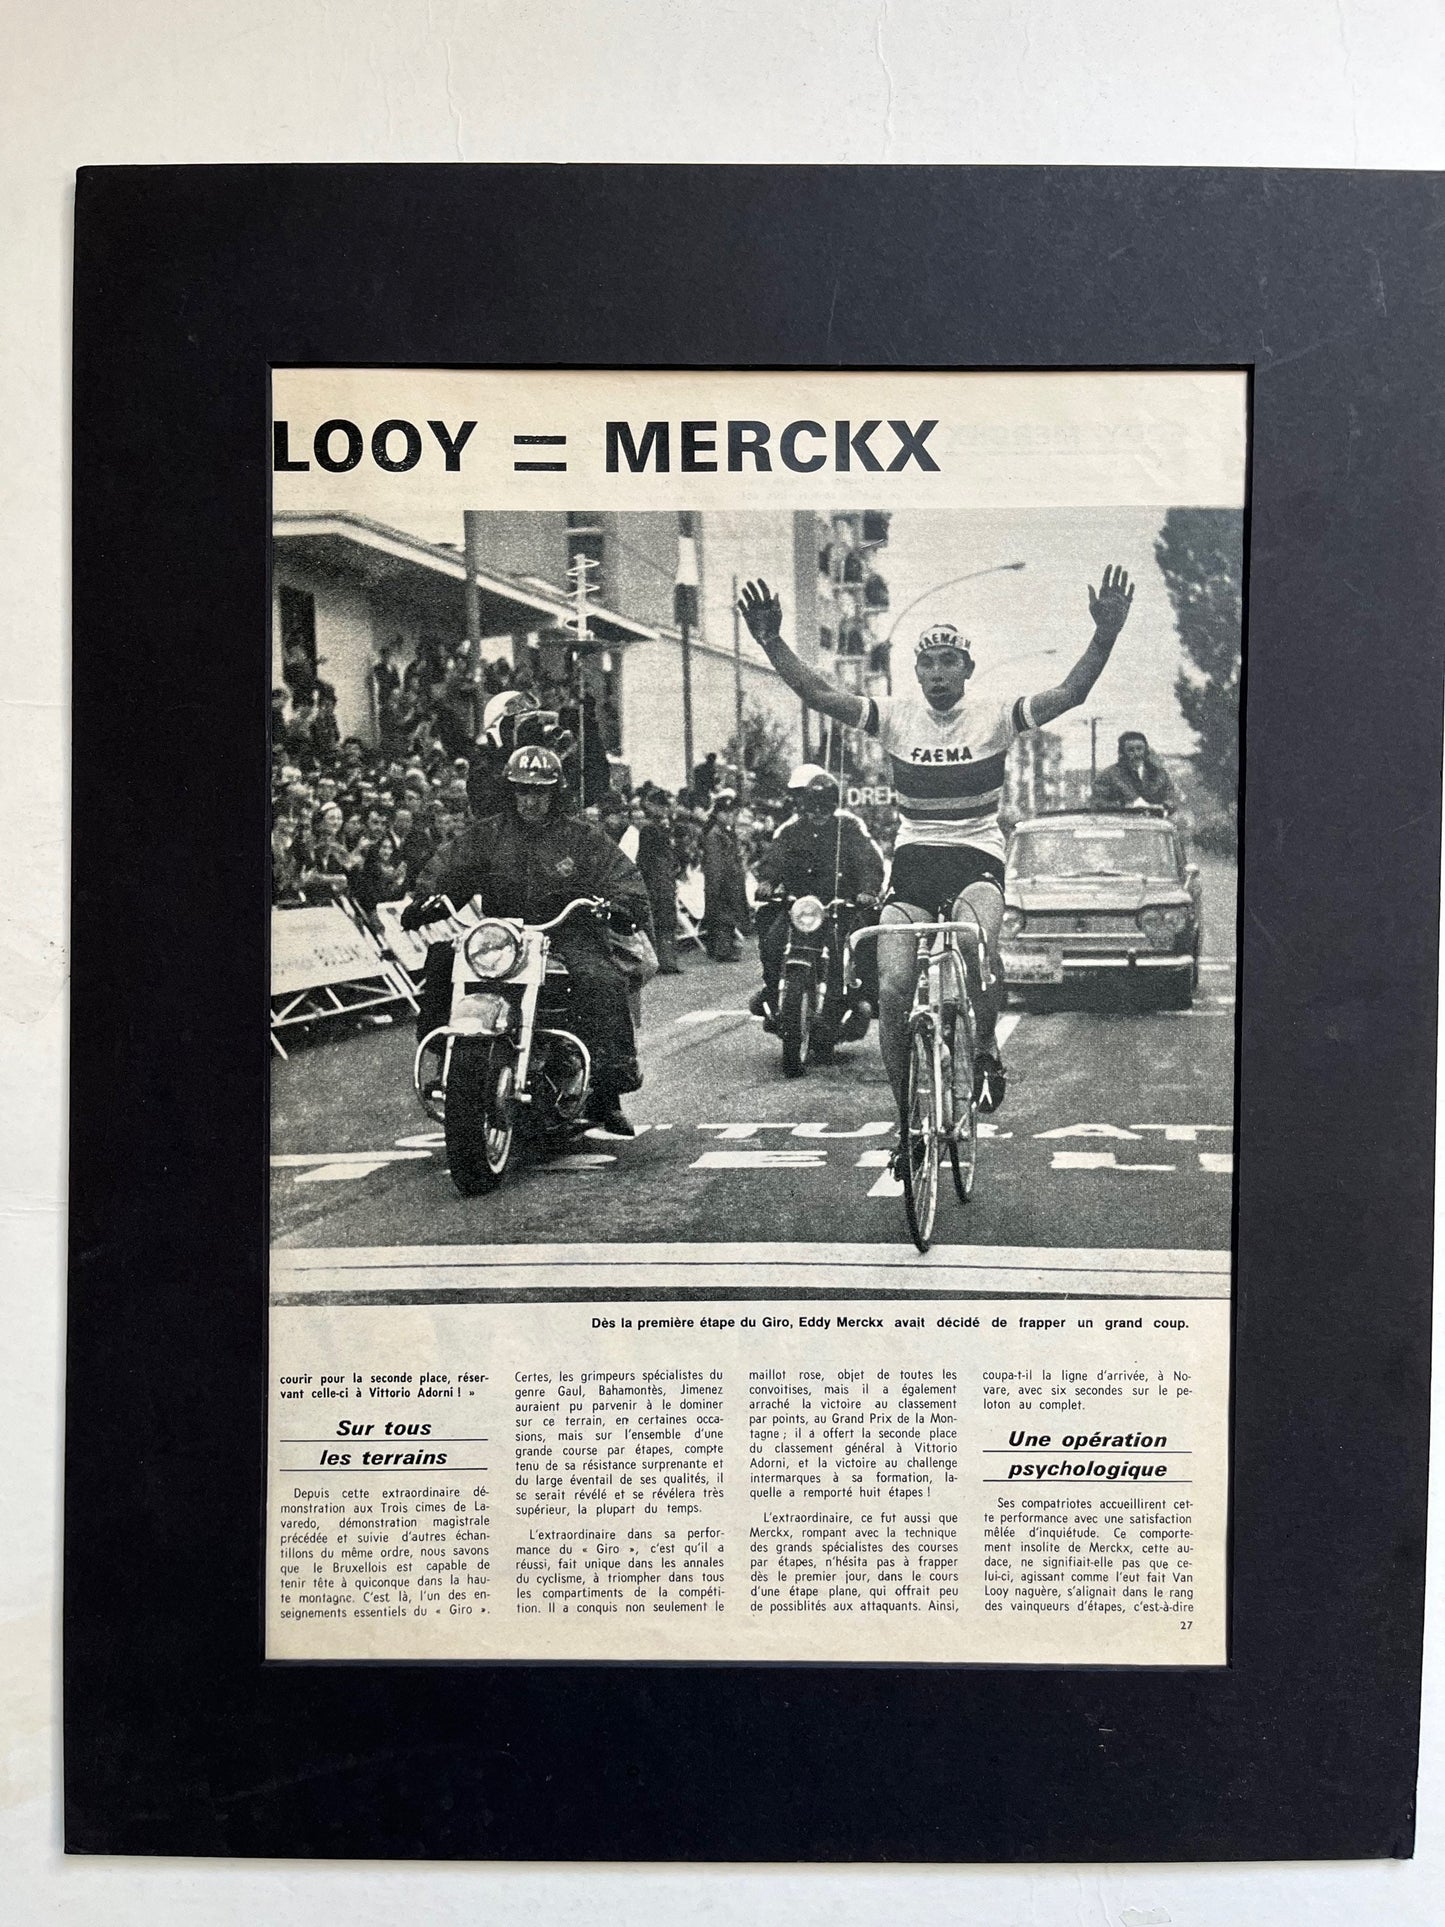 LOOY = MERCKX
FAEMA
FAEMA
RAI.
DREH
Dès la première étape du Giro, Eddy Merckx avait décidé de frapper un grand coup.
courir pour la seconde place, réser-
vant celle-ci à Vittorio Adorni ! »
Sur tous
les terrains
Depuis cette extraordinaire dé-
monstration aux Trois cimes de La-
varedo, démonstration magistrale
précédée et suivie d'autres échan-
tillons du même ordre, nous savons
que le Bruxellois est capable de
tenir tête à quiconque dans la hau-
te montagne. C'est là, l'un des en-
seignements essentiels du « Giro ».
Certes, les grimpeurs spécialistes du
genre Gaul, Bahamontès, Jimenez
auraient pu parvenir à le dominer
sur ce terrain, en certaines occa-
sions, mais sur l'ensemble d'une
grande course par étapes, compte
tenu de sa résistance surprenante et
du large éventail de ses qualités, il
se serait révélé et se révélera très
supérieur, la plupart du temps.
L'extraordinaire dans sa perfor-
mance du « Giro », c'est qu'il a
réussi, fait unique dans les annales
du cyclisme, à triompher dans tous
les compartiments de la compéti-
tion. Il a conquis non seulement le
maillot rose, objet de toutes les
convoitises, mais il a également
arraché la victoire au classement
par points, au Grand Prix de la Mon-
tagne ; il a offert la seconde place
du classement général à Vittorio
Adorni, et la victoire au challenge
intermarques à sa formation, la-
quelle a remporté huit étapes !
L'extraordinaire, ce fut aussi que
Merckx, rompant avec la technique
des grands spécialistes des courses
par étapes, n'hésita pas à frapper
dès le premier jour, dans le cours
d'une étape plane, qui offrait peu
de possiblités aux attaquants. Ainsi,
coupa-t-il la ligne d'arrivée, à No-
vare, avec six secondes sur le pe-
loton au complet.
Une opération
psychologique
Ses compatriotes accueillirent cet-
te performance avec une satisfaction
mêlée d'inquiétude. Ce comporte-
ment insolite de Merckx, cette au-
dace, ne signifiait-elle pas que ce-
lui-ci, agissant comme l'eut fait Van
Looy naguère, s'alignait dans le rang
des vainqueurs d'étapes, c'est-à-dire
27